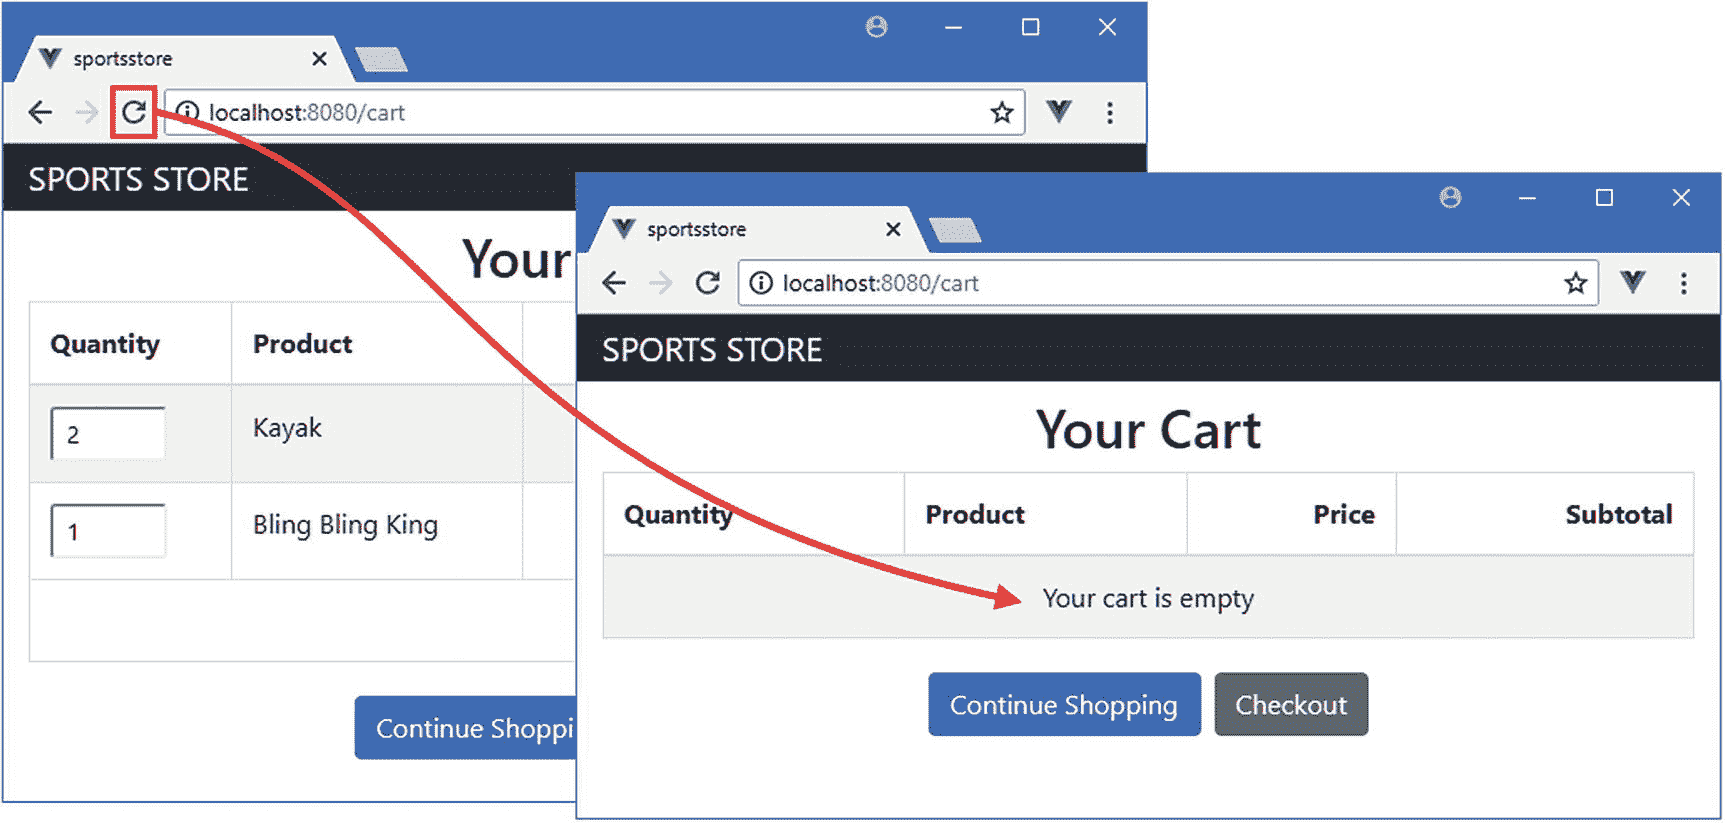 sportsstore
localhost:8080/cart
SPORTS STORE
Your
Quantity Product
2 Kayak
1 Bling Bling King
Continue Shoppi
sportsstore
localhost:8080/cart
SPORTS STORE
Your Cart
Quantity Product Price Subtotal
Your cart is empty
Continue Shopping Checkout